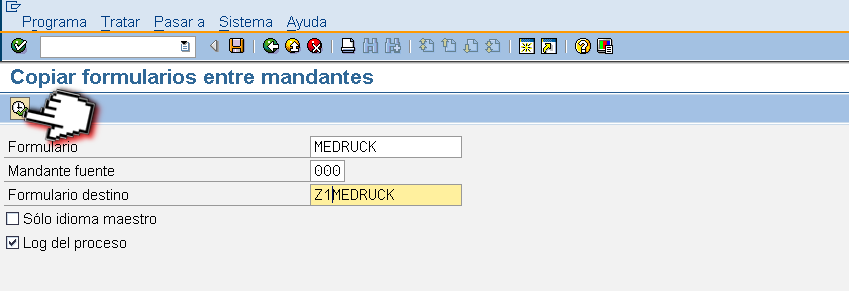 Programa Tratar Pasar a Sistema Ayuda
Copiar formularios entre mandantes
Formulario MEDRUCK
Mandante fuente 000
Formulario destino Z1MEDRUCK
Sólo idioma maestro
Log del proceso